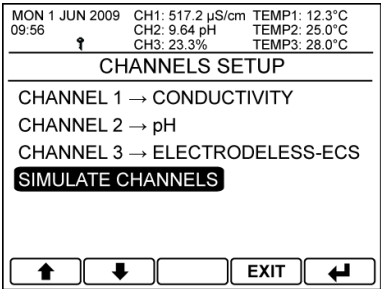 MON 1 JUN 2009 CH1: 517.2 µS/cm TEMP1: 12.3°C
09:56 CH2: 9.64 pH TEMP2: 25.0°C
CH3: 23.3% TEMP3: 28.0°C
CHANNELS SETUP
CHANNEL 1 → CONDUCTIVITY
CHANNEL 2 → pH
CHANNEL 3 → ELECTRODELESS-ECS
SIMULATE CHANNELS
EXIT